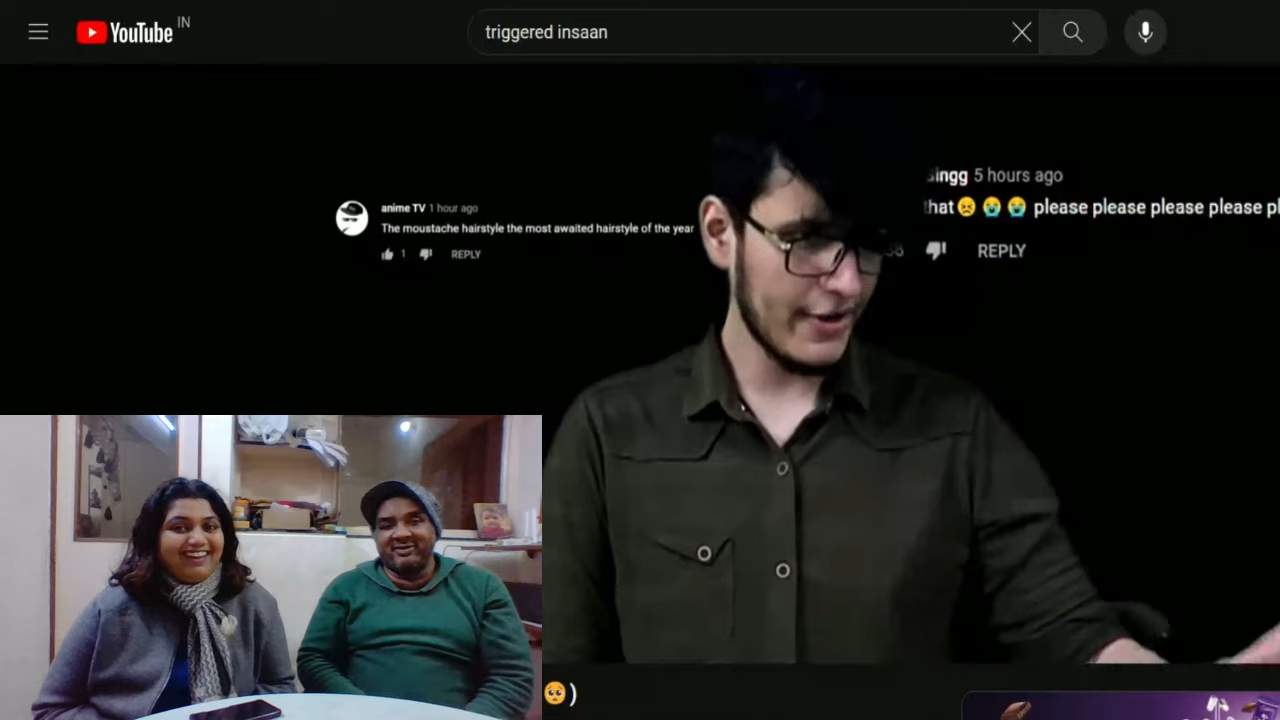 YouTube IN
triggered insaan
anime TV 1 hour ago
The moustache hairstyle the most awaited hairstyle of the year
1 REPLY
5 hours ago
that😣😭😭 please please please please
REPLY
🥺)